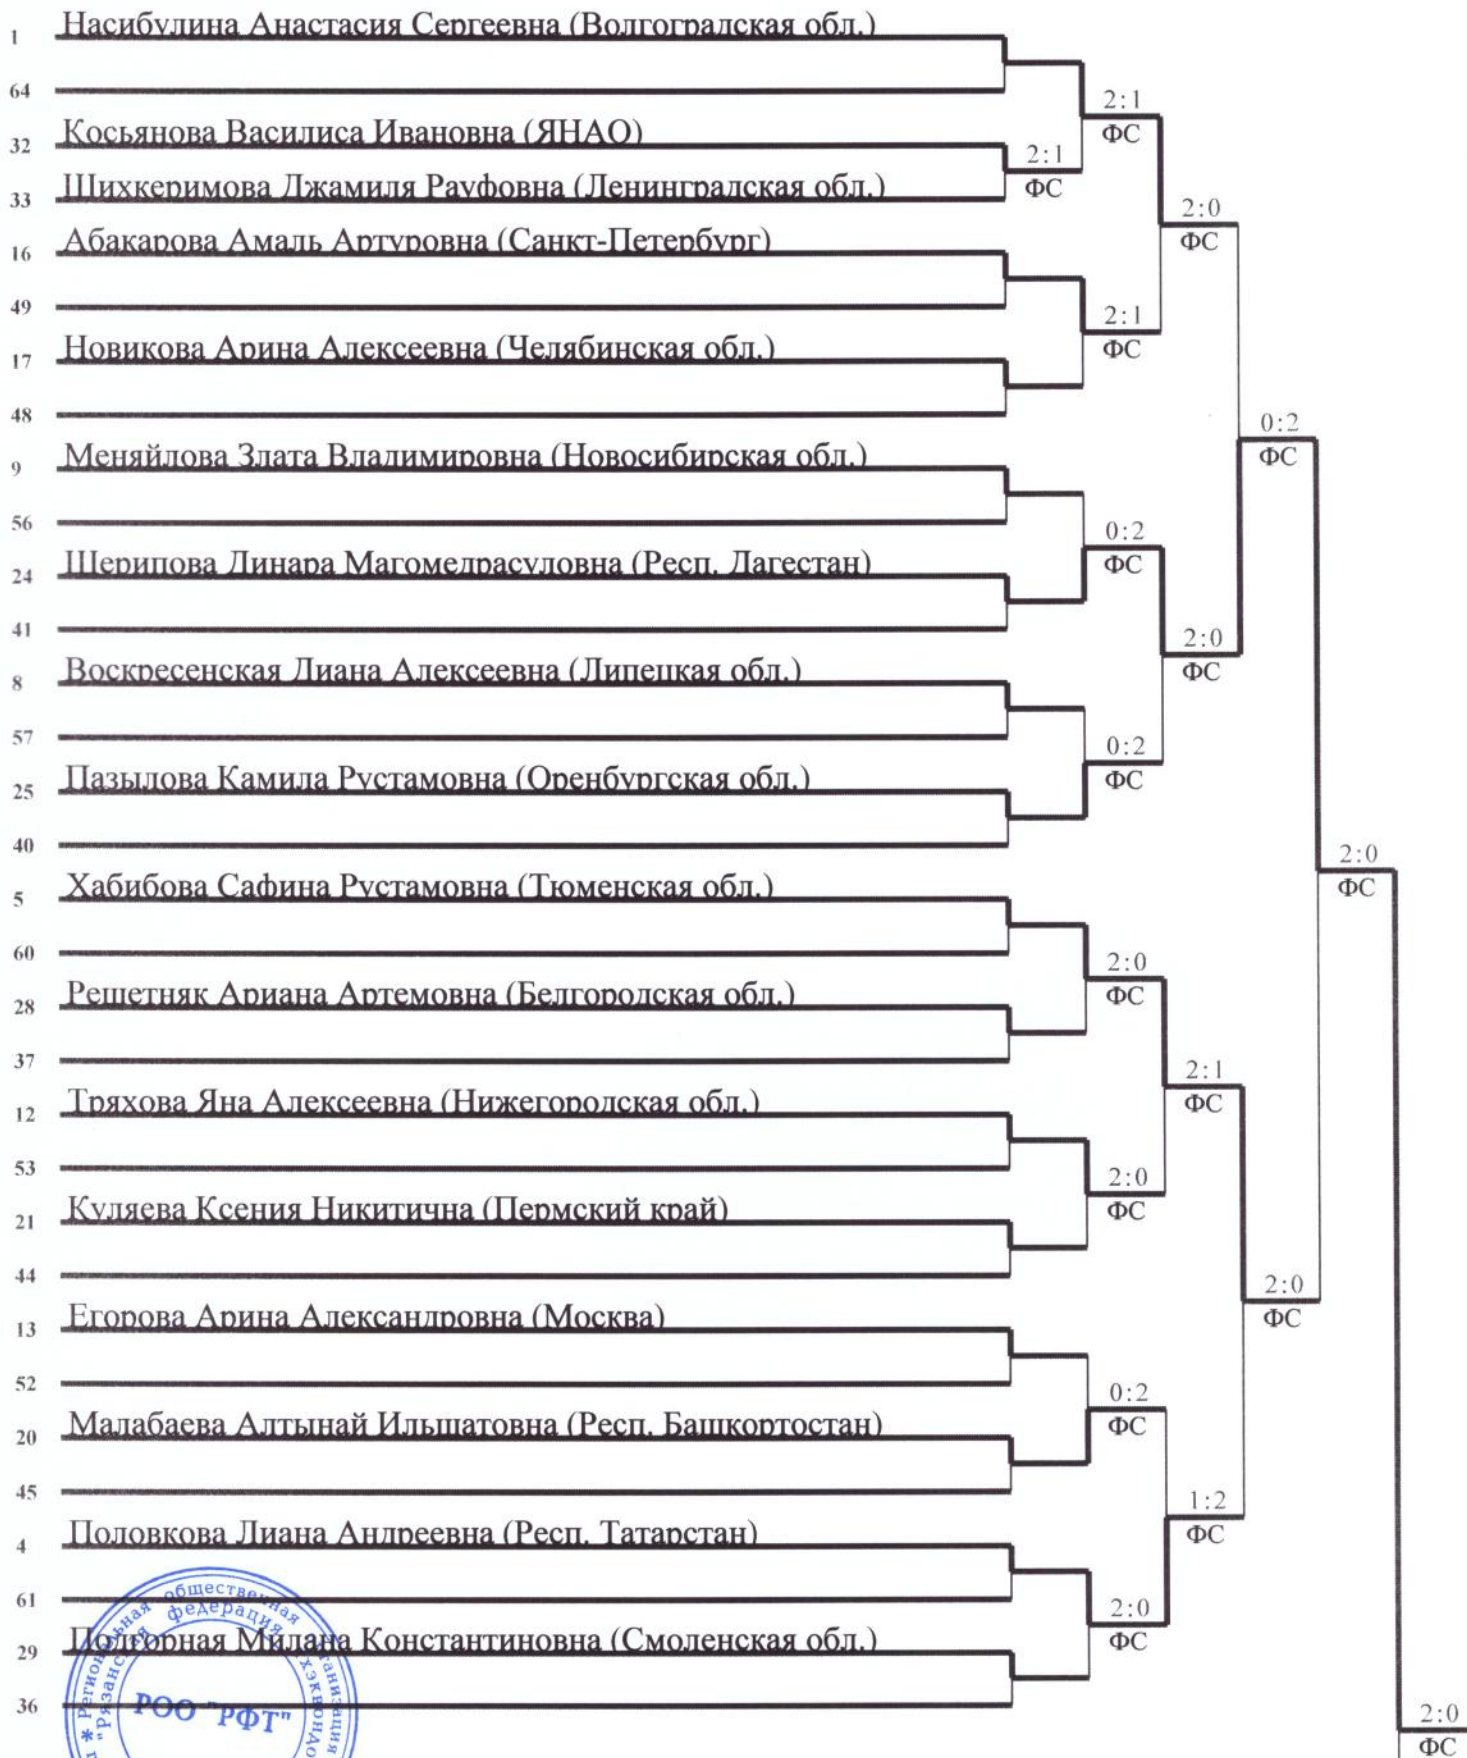 1 Насибулина Анастасия Сергеевна (Волгоградская обл.)
64
2:1
ФС
32 Косьянова Василиса Ивановна (ЯНАО)
2:1
ФС
33 Шихкеримова Джамиля Рауфовна (Ленинградская обл.)
2:0
ФС
16 Абакарова Амаль Артуровна (Санкт-Петербург)
49
2:1
ФС
17 Новикова Арина Алексеевна (Челябинская обл.)
48
0:2
ФС
9 Меняйлова Злата Владимировна (Новосибирская обл.)
56
0:2
ФС
24 Шерипова Динара Магомедрасуловна (Респ. Дагестан)
41
2:0
ФС
8 Воскресенская Диана Алексеевна (Липецкая обл.)
57
0:2
ФС
25 Пазылова Камила Рустамовна (Оренбургская обл.)
40
2:0
ФС
5 Хабибова Сафина Рустамовна (Тюменская обл.)
60
2:0
ФС
28 Решетняк Ариана Артемовна (Белгородская обл.)
37
2:1
ФС
12 Тряхова Яна Алексеевна (Нижегородская обл.)
53
2:0
ФС
21 Куляева Ксения Никитична (Пермский край)
44
2:0
ФС
13 Егорова Арина Александровна (Москва)
52
0:2
ФС
20 Малабаева Алтынай Ильшатовна (Респ. Башкортостан)
45
1:2
ФС
4 Половкова Лиана Андреевна (Респ. Татарстан)
61
2:0
ФС
29 Подгорная Милана Константиновна (Смоленская обл.)
36
2:0
ФС
* Региональная общественная
"Рязанская федерация
РОО "РФТ"